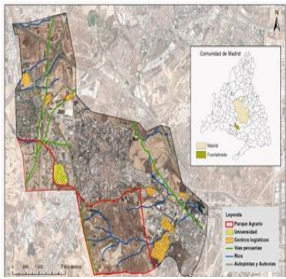 N
Comunidad de Madrid
Madrid
Fuenlabrada
Leyenda
Parque Agrario
Universidad
Centros logísticos
Vías pecuarias
Ríos
Autopistas y Autovías